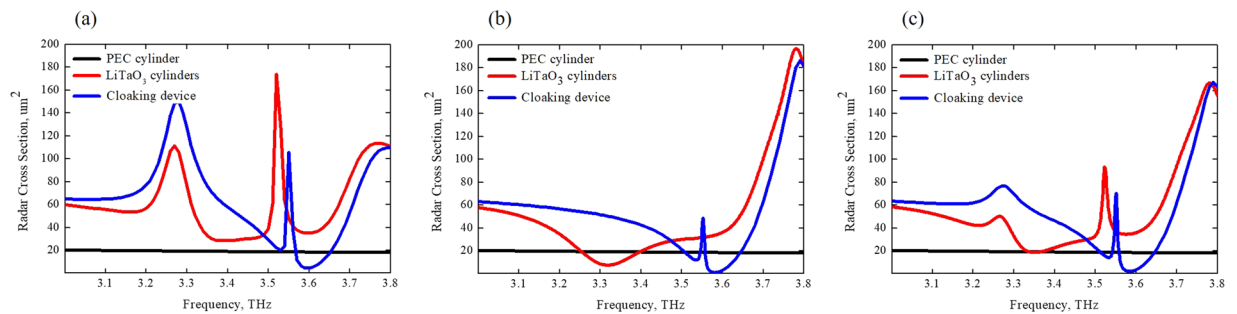 (a)
200
180
160
140
120
100
80
60
40
20
Radar Cross Section, um²
PEC cylinder
LiTaO₃ cylinders
Cloaking device
3.1 3.2 3.3 3.4 3.5 3.6 3.7 3.8
Frequency, THz
(b)
200
180
160
140
120
100
80
60
40
20
Radar Cross Section, um²
PEC cylinder
LiTaO3 cylinders
Cloaking device
3.1 3.2 3.3 3.4 3.5 3.6 3.7 3.8
Frequency, THz
(c)
200
180
160
140
120
100
80
60
40
20
Radar Cross Section, um²
PEC cylinder
LiTaO3 cylinders
Cloaking device
3.1 3.2 3.3 3.4 3.5 3.6 3.7 3.8
Frequency, THz